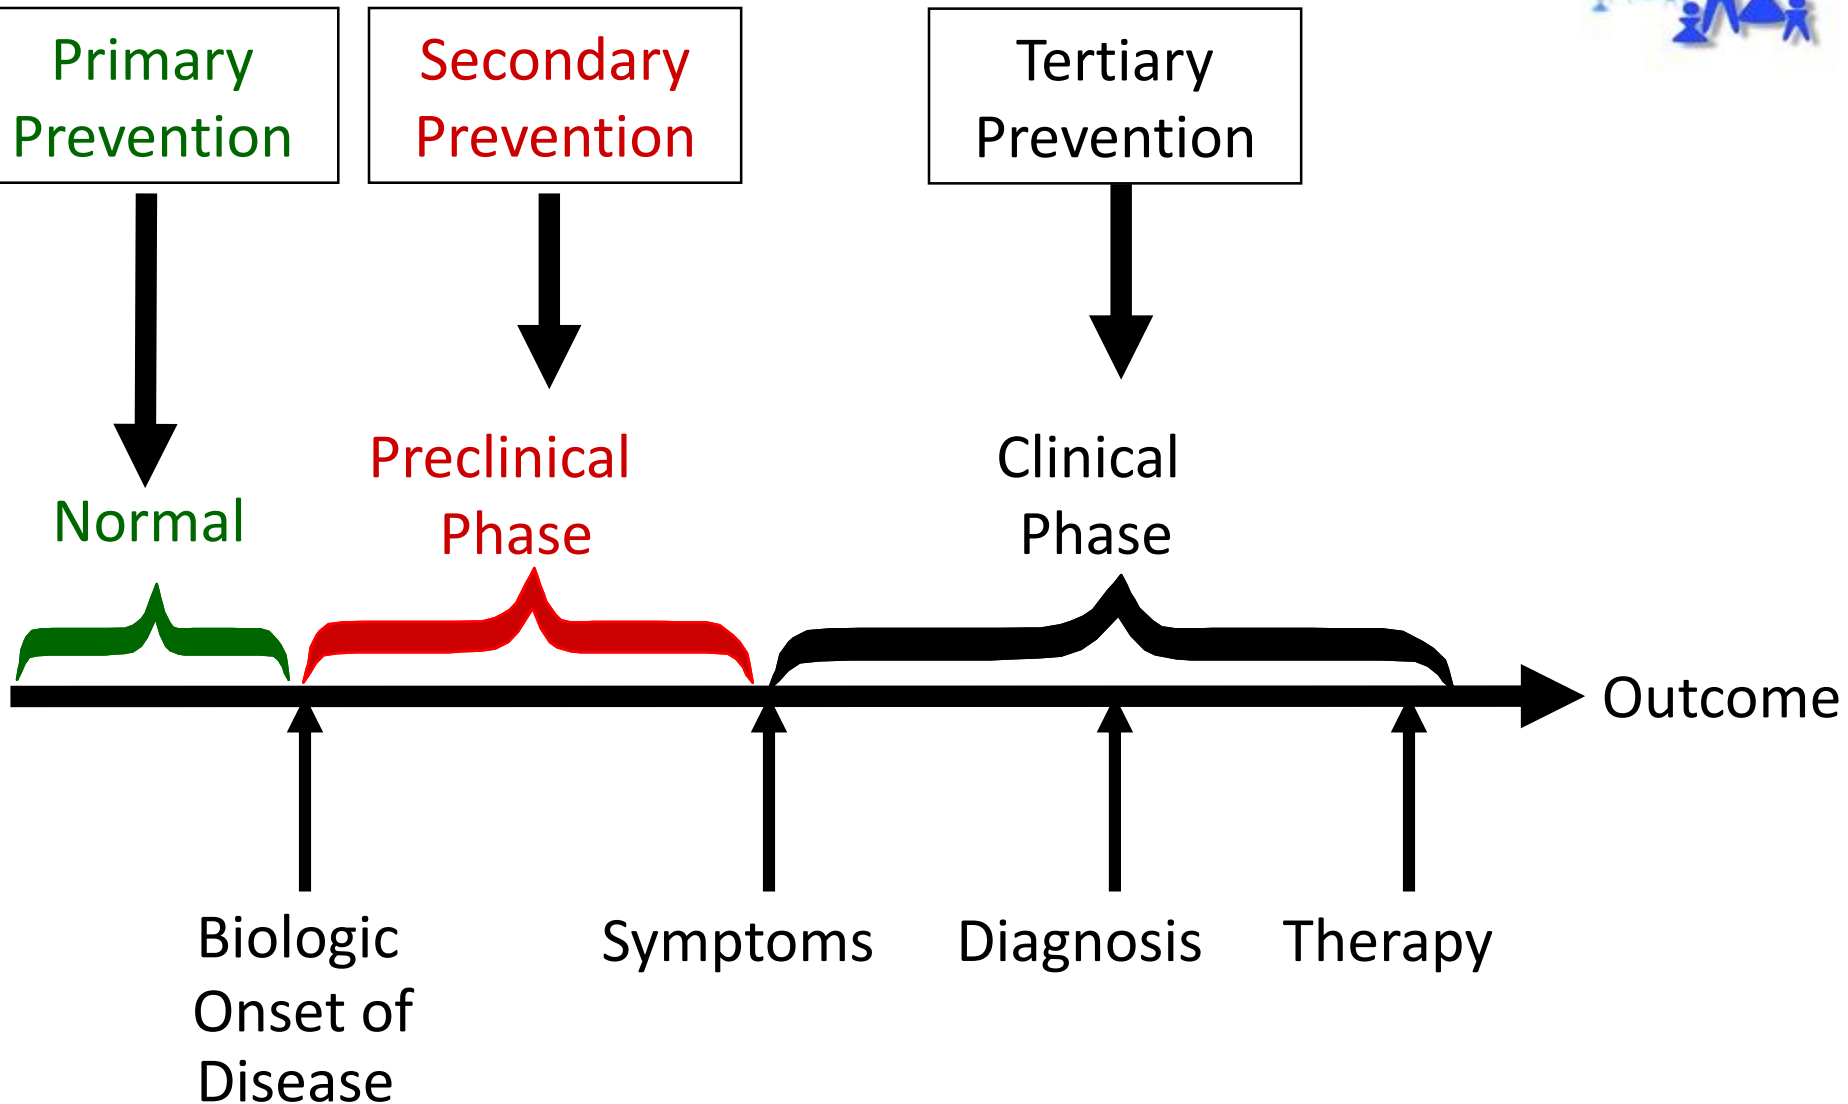 Primary
Prevention
Secondary
Prevention
Tertiary
Prevention
Normal
Preclinical
Phase
Clinical
Phase
Outcome
Biologic
Onset of
Disease
Symptoms
Diagnosis
Therapy